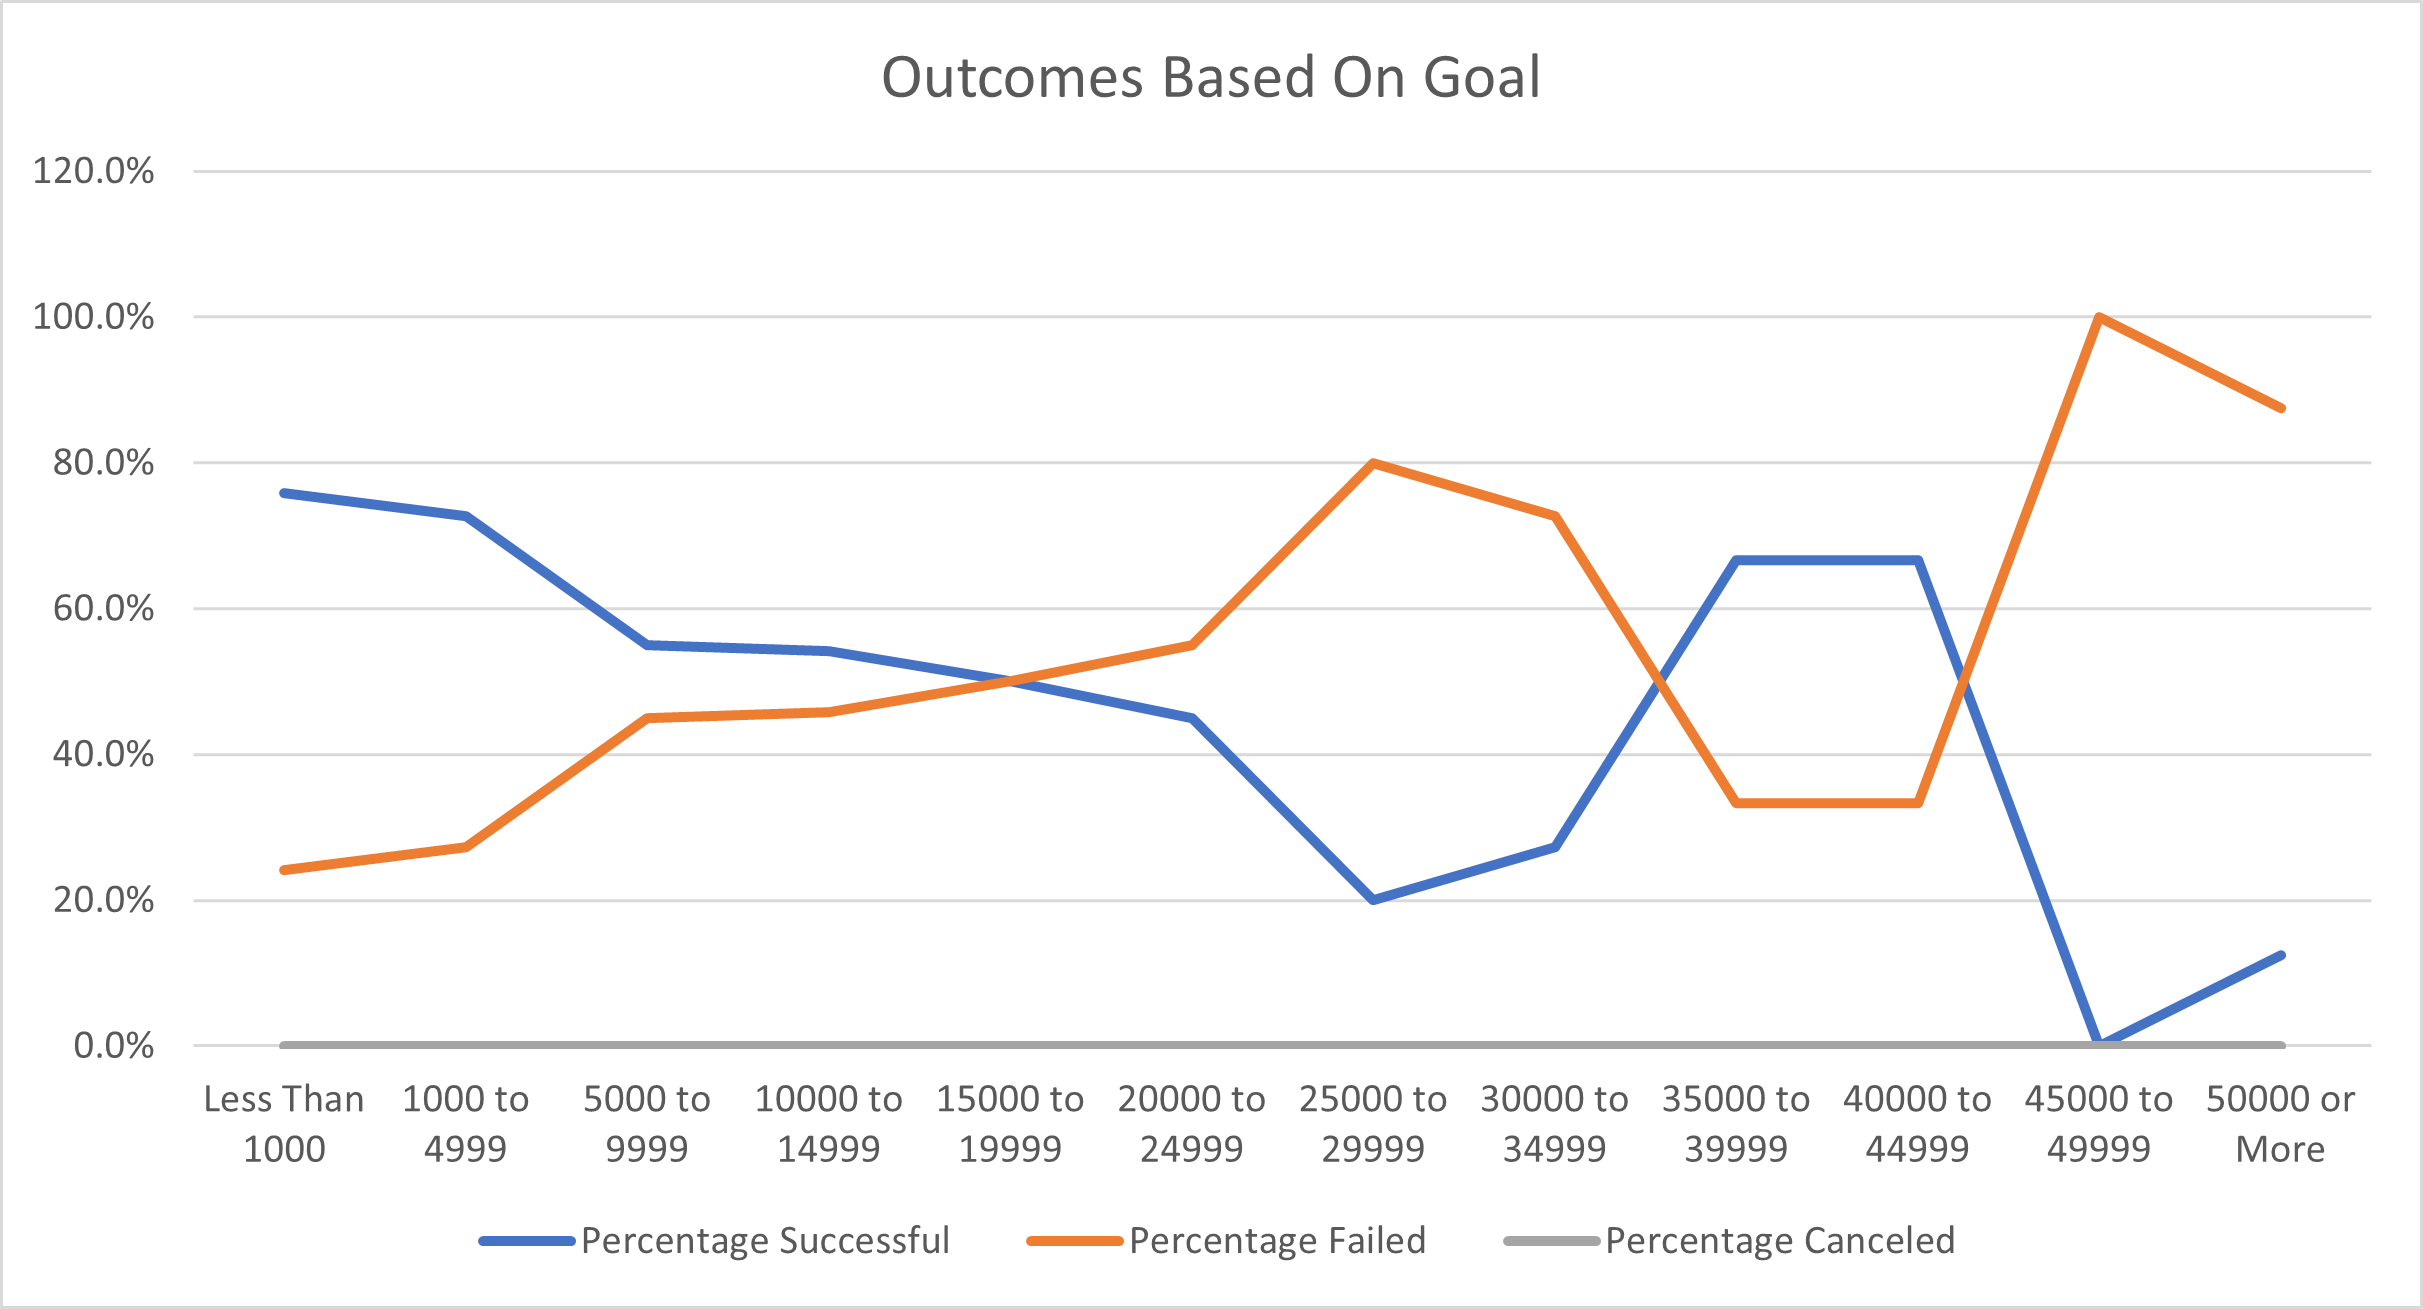 Outcomes Based On Goal
120.0%
100.0%
80.0%
60.0%
40.0%
20.0%
0.0%
Less Than 1000 to 5000 to 10000 to 15000 to 20000 to 25000 to 30000 to 35000 to 40000 to 45000 to 50000 or
1000 4999 9999 14999 19999 24999 29999 34999 39999 44999 49999 More
Percentage Successful Percentage Failed Percentage Canceled